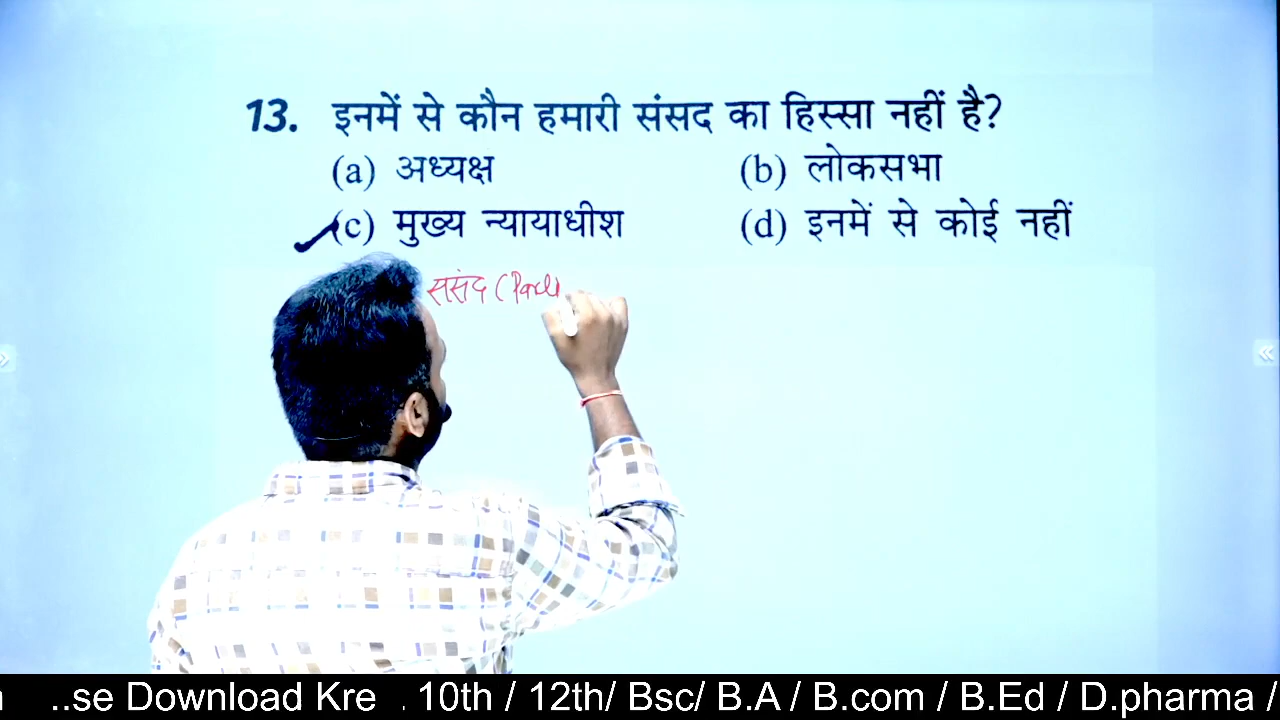 13. इनमें से कौन हमारी संसद का हिस्सा नहीं है?
(a) अध्यक्ष (b) लोकसभा
(c) मुख्य न्यायाधीश (d) इनमें से कोई नहीं
ससंद (Parli
..se Download Kre . 10th / 12th/ Bsc/ B.A / B.com / B.Ed / D.pharma /